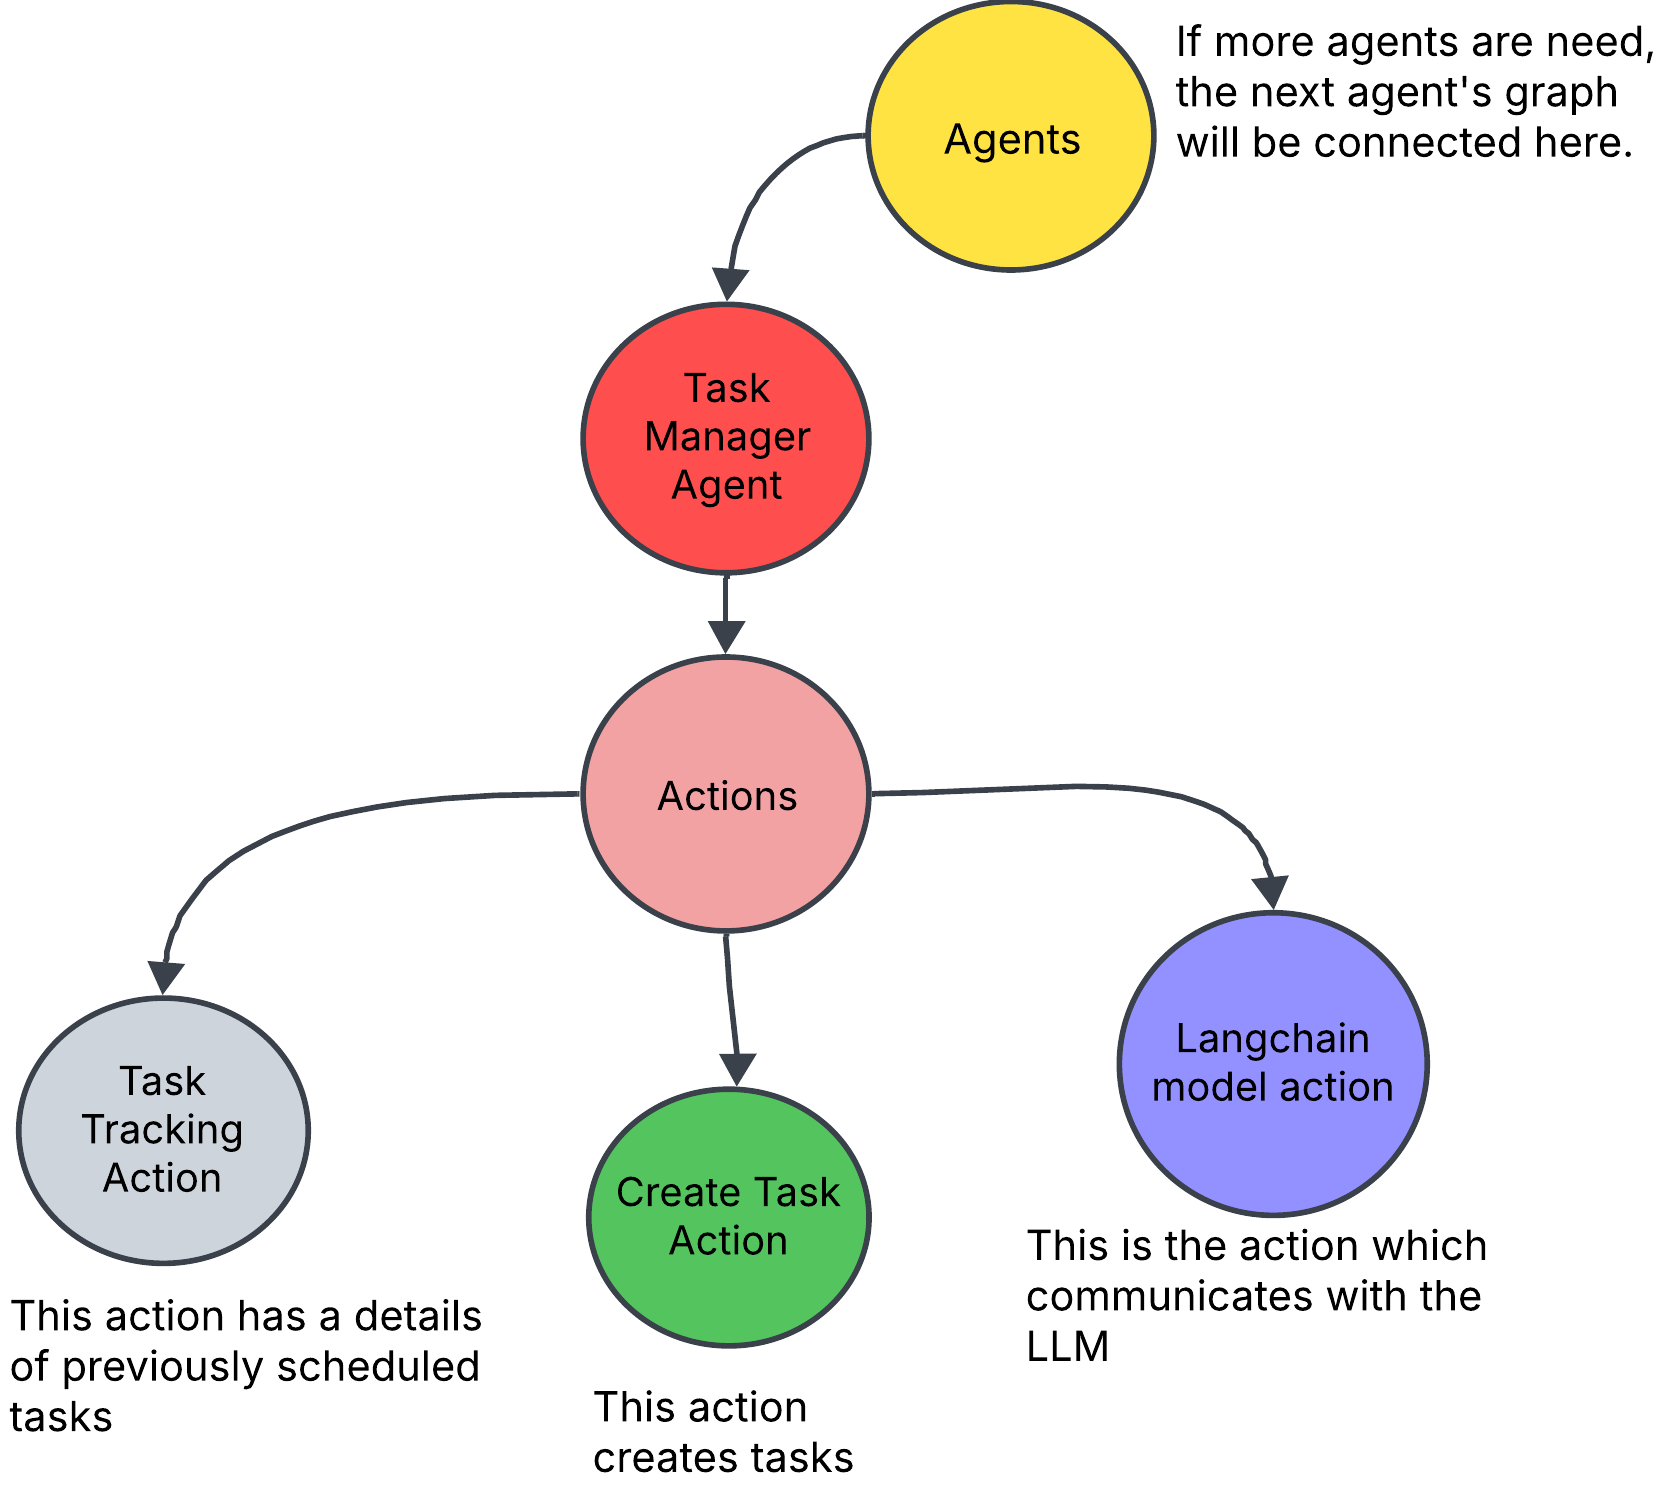 Agents
If more agents are need,
the next agent's graph
will be connected here.
Task
Manager
Agent
Actions
Task
Tracking
Action
This action has a details
of previously scheduled
tasks
Create Task
Action
This action
creates tasks
Langchain
model action
This is the action which
communicates with the
LLM